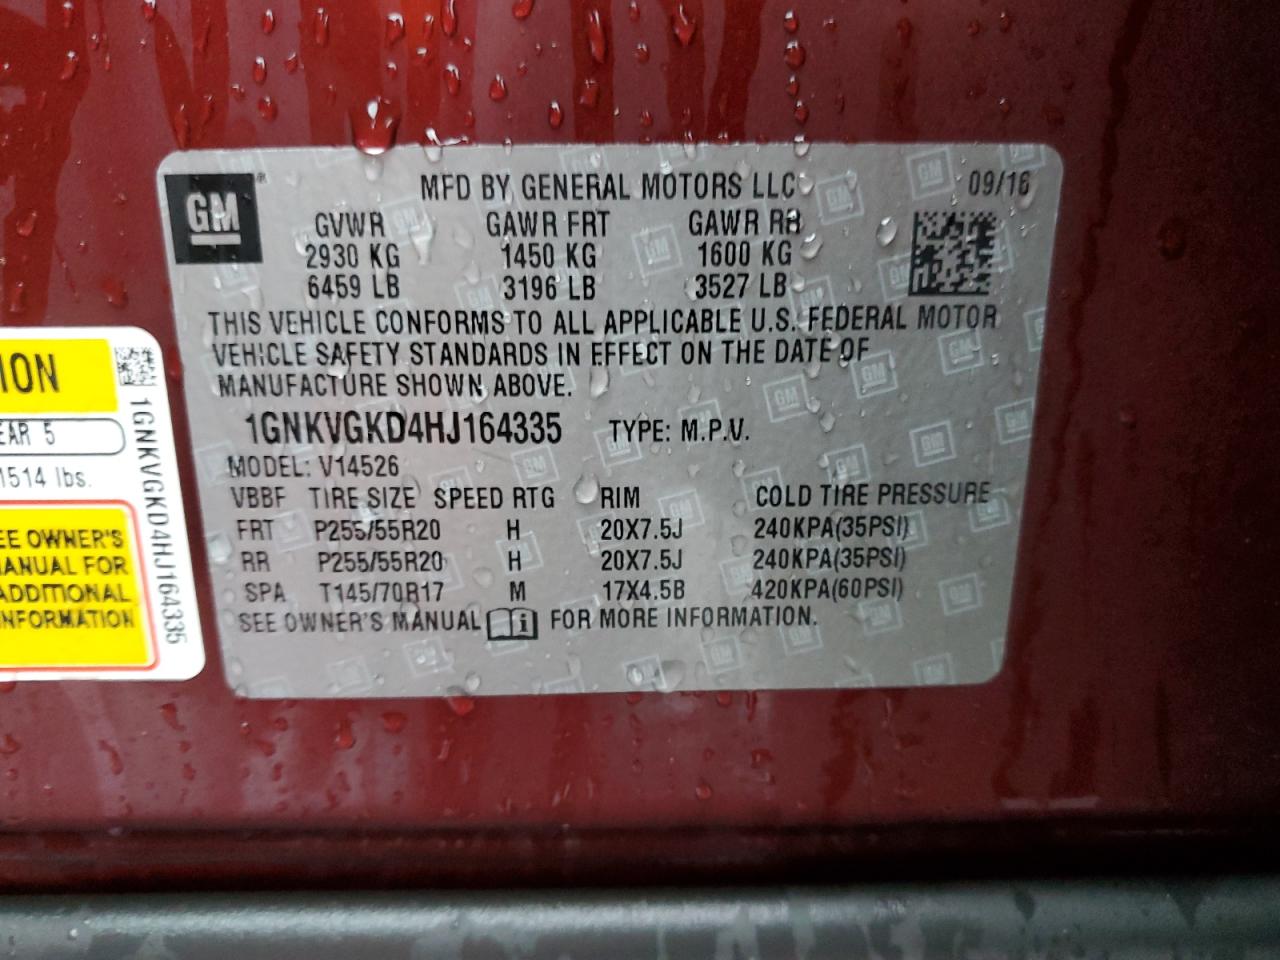 GM
MFD BY GENERAL MOTORS LLC
09/16
GVWR GAWR FRT GAWR RR
2930 KG 1450 KG 1600 KG
6459 LB 3196 LB 3527 LB
THIS VEHICLE CONFORMS TO ALL APPLICABLE U.S. FEDERAL MOTOR
VEHICLE SAFETY STANDARDS IN EFFECT ON THE DATE OF
MANUFACTURE SHOWN ABOVE.
1GNKVGKD4HJ164335 TYPE: M.P.V.
MODEL: V14526
VBBF TIRE SIZE SPEED RTG RIM COLD TIRE PRESSURE
FRT P255/55R20 H 20X7.5J 240KPA(35PSI)
RR P255/55R20 H 20X7.5J 240KPA(35PSI)
SPA T145/70R17 M 17X4.5B 420KPA(60PSI)
SEE OWNER'S MANUAL FOR MORE INFORMATION.
ION
EAR 5
1514 lbs.
EE OWNER'S
ANUAL FOR
ADDITIONAL
NFORMATION
1GNKVGKD4HJ164335